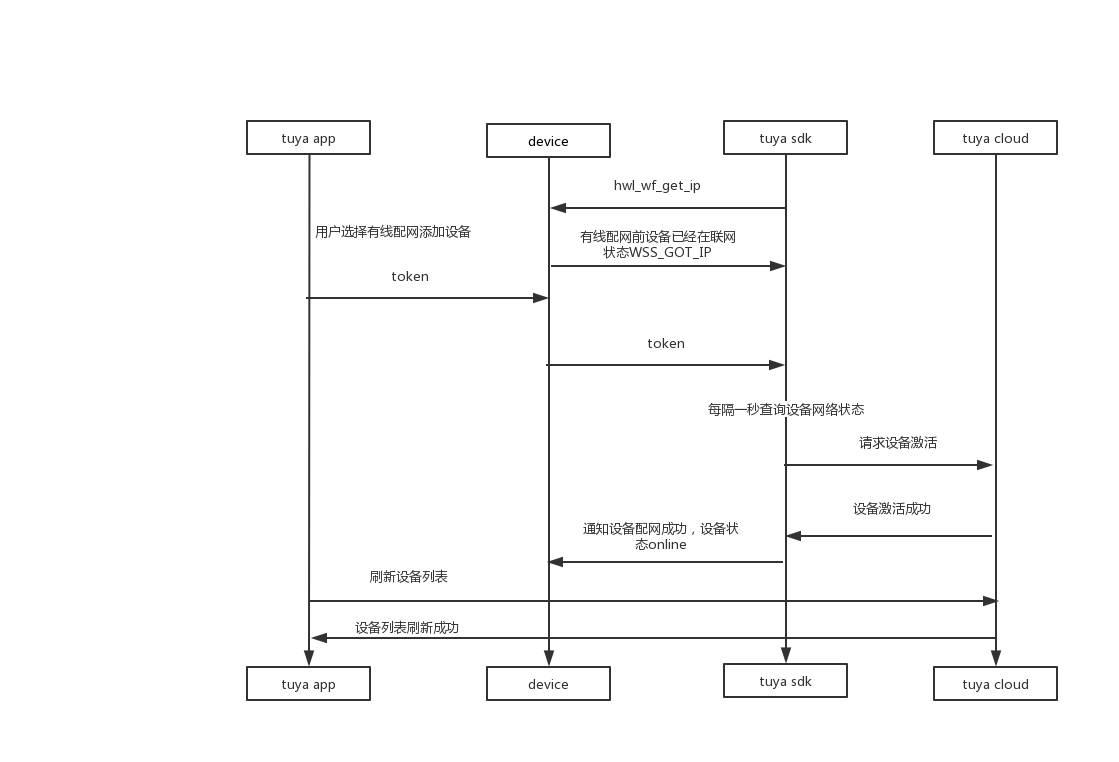 tuya app
device
tuya sdk
tuya cloud
hwl_wf_get_ip
用户选择有线配网添加设备
有线配网前设备已经在联网
状态WSS_GOT_IP
token
token
每隔一秒查询设备网络状态
请求设备激活
设备激活成功
通知设备配网成功，设备状
态online
刷新设备列表
设备列表刷新成功
tuya app
device
tuya sdk
tuya cloud